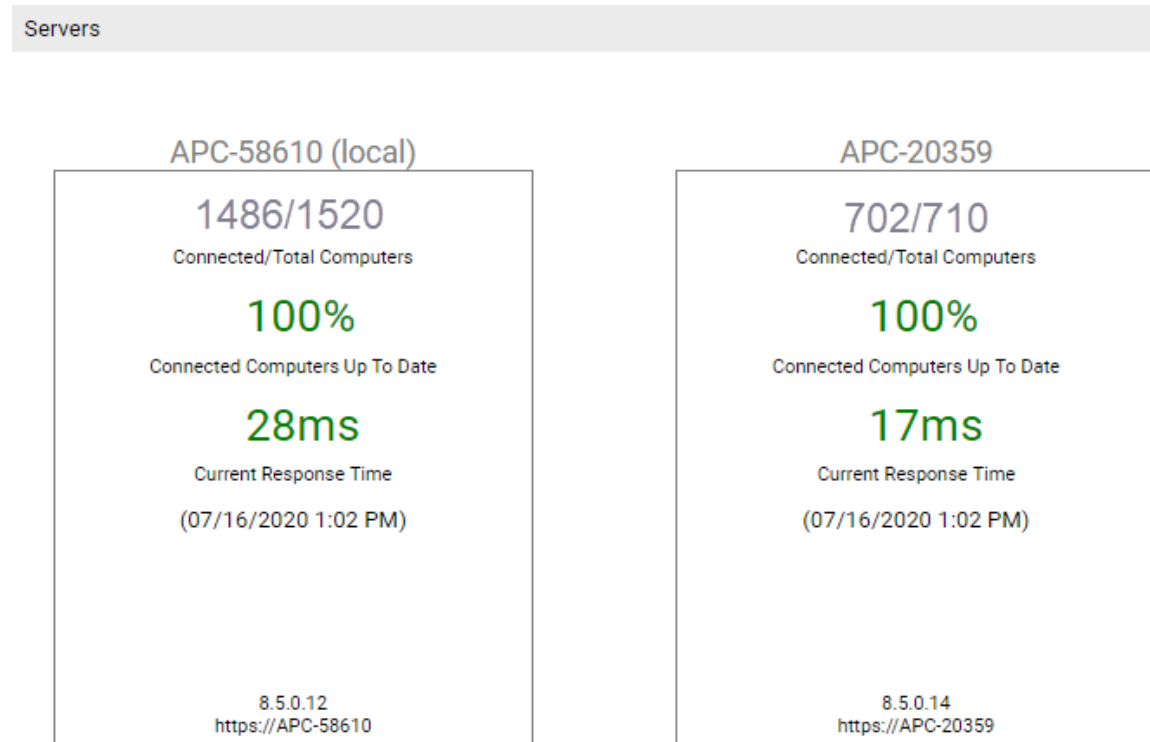 Servers
APC-58610 (local)
1486/1520
Connected/Total Computers
100%
Connected Computers Up To Date
28ms
Current Response Time
(07/16/2020 1:02 PM)
8.5.0.12
https://APC-58610
APC-20359
702/710
Connected/Total Computers
100%
Connected Computers Up To Date
17ms
Current Response Time
(07/16/2020 1:02 PM)
8.5.0.14
https://APC-20359